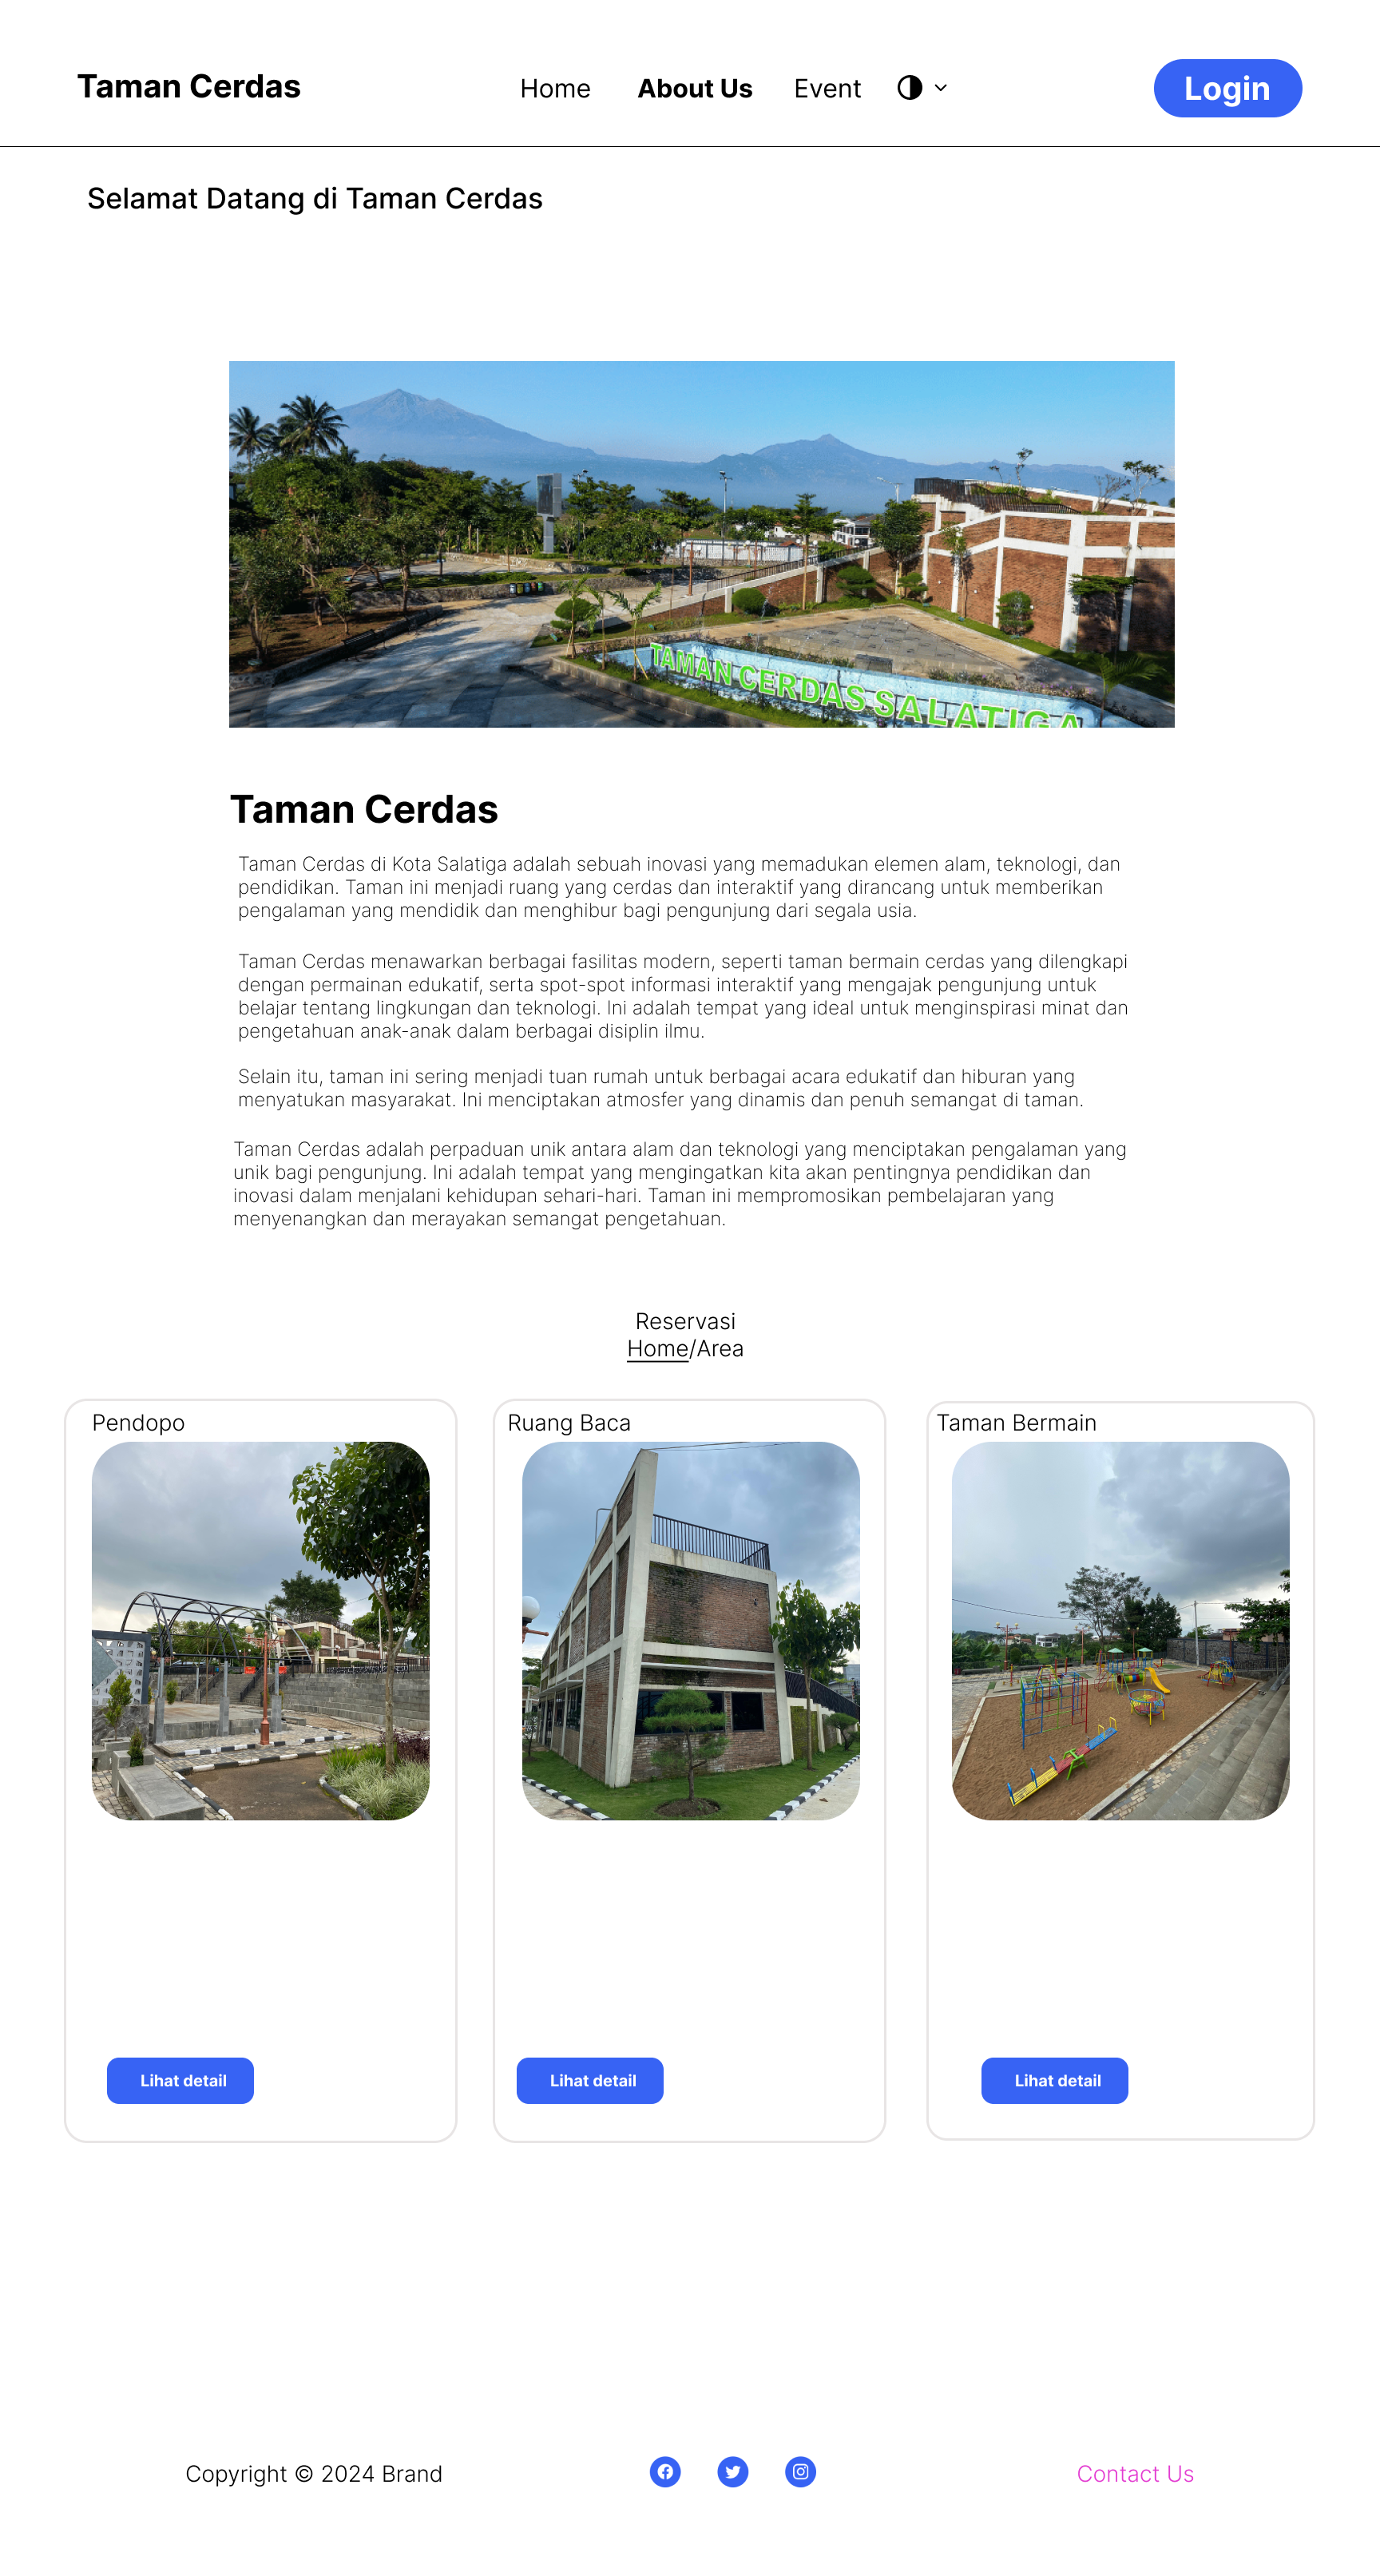 Taman Cerdas
Home
About Us
Event
Login
Selamat Datang di Taman Cerdas
TAMAN CERDAS SALATIGA
Taman Cerdas
Taman Cerdas di Kota Salatiga adalah sebuah inovasi yang memadukan elemen alam, teknologi, dan
pendidikan. Taman ini menjadi ruang yang cerdas dan interaktif yang dirancang untuk memberikan
pengalaman yang mendidik dan menghibur bagi pengunjung dari segala usia.
Taman Cerdas menawarkan berbagai fasilitas modern, seperti taman bermain cerdas yang dilengkapi
dengan permainan edukatif, serta spot-spot informasi interaktif yang mengajak pengunjung untuk
belajar tentang lingkungan dan teknologi. Ini adalah tempat yang ideal untuk menginspirasi minat dan
pengetahuan anak-anak dalam berbagai disiplin ilmu.
Selain itu, taman ini sering menjadi tuan rumah untuk berbagai acara edukatif dan hiburan yang
menyatukan masyarakat. Ini menciptakan atmosfer yang dinamis dan penuh semangat di taman.
Taman Cerdas adalah perpaduan unik antara alam dan teknologi yang menciptakan pengalaman yang
unik bagi pengunjung. Ini adalah tempat yang mengingatkan kita akan pentingnya pendidikan dan
inovasi dalam menjalani kehidupan sehari-hari. Taman ini mempromosikan pembelajaran yang
menyenangkan dan merayakan semangat pengetahuan.
Reservasi
Home/Area
Pendopo
Ruang Baca
Taman Bermain
Lihat detail
Lihat detail
Lihat detail
Copyright © 2024 Brand
Contact Us